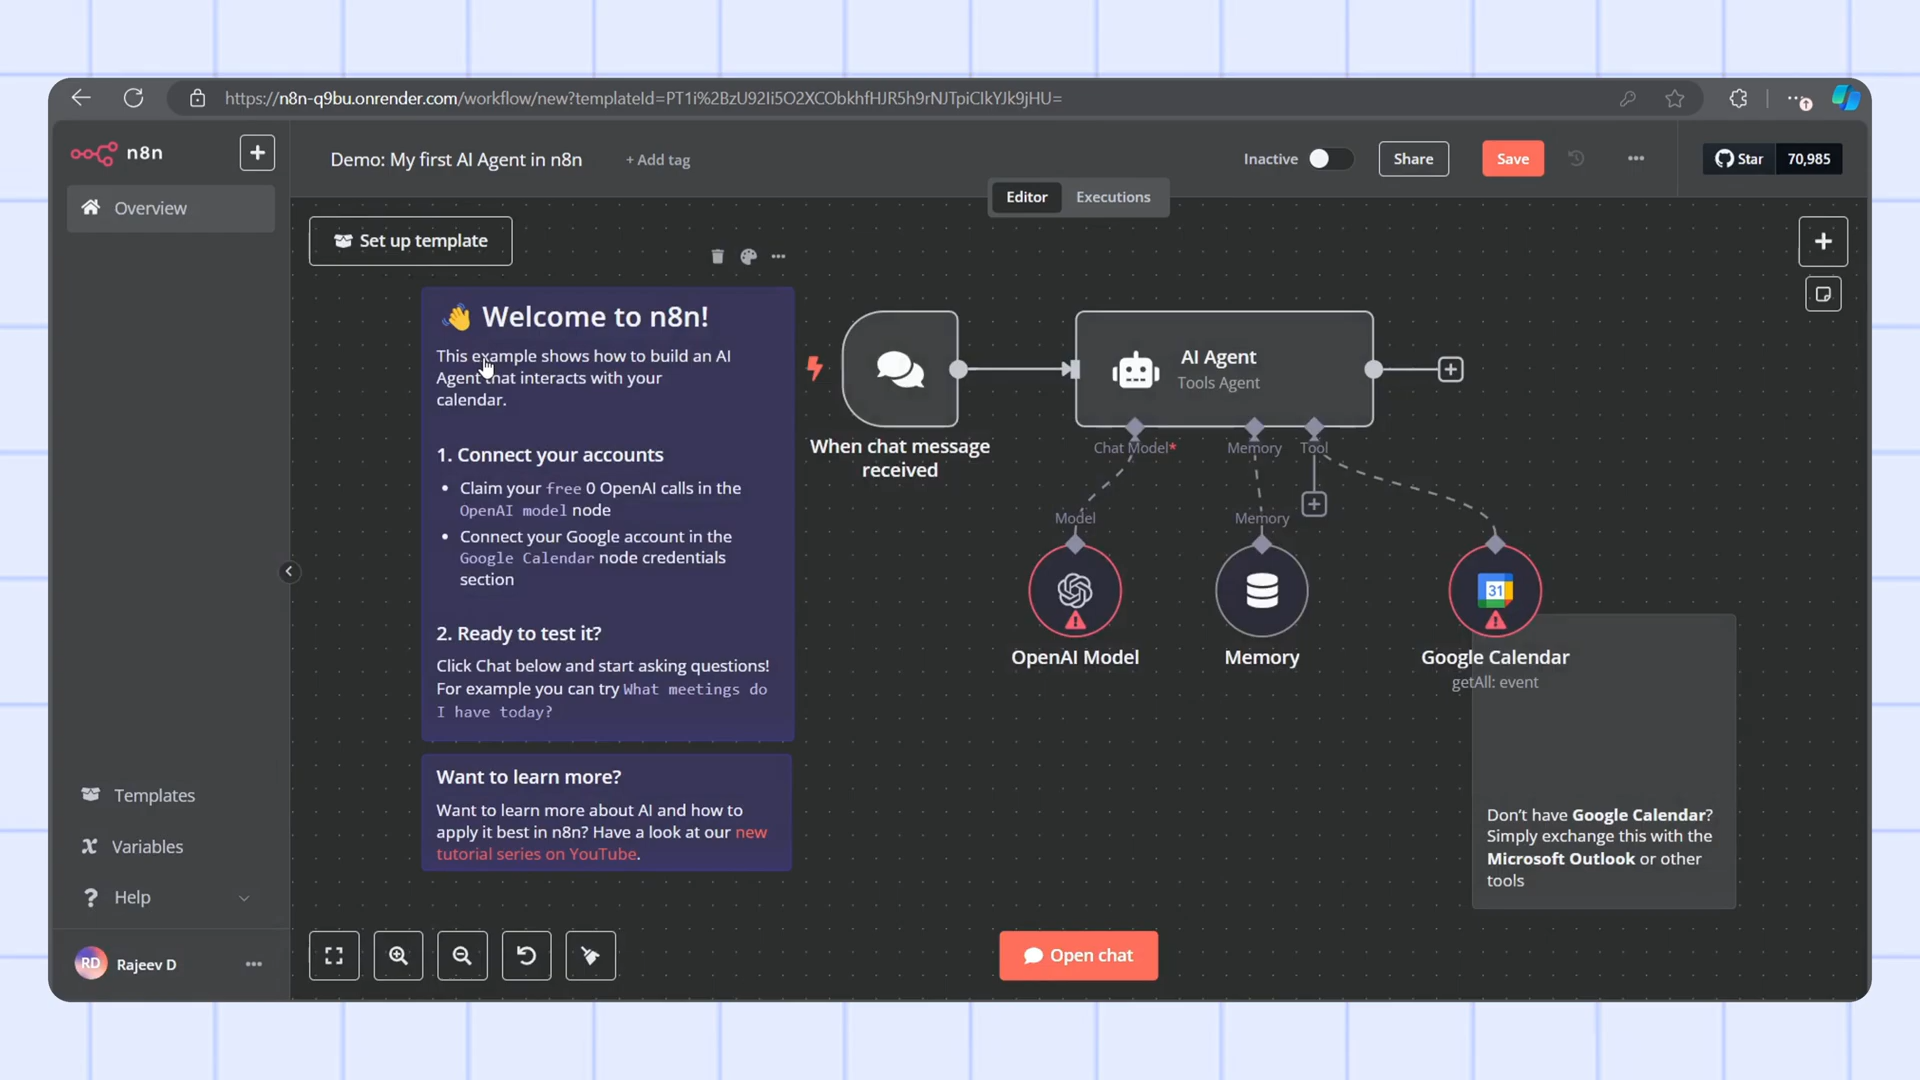 https://n8n-q9bu.onrender.com/workflow/new?templateId=PT1i%2BzU92Ii5O2XCObkhfHJR5h9rNJTpiCIkYJk9jHU=
n8n
Demo: My first AI Agent in n8n
+ Add tag
Inactive
Share
Save
Star
70,985
Overview
Editor
Executions
Set up template
👋 Welcome to n8n!
This example shows how to build an AI
Agent that interacts with your
calendar.
1. Connect your accounts
• Claim your free 0 OpenAI calls in the
OpenAI model node
• Connect your Google account in the
Google Calendar node credentials
section
2. Ready to test it?
Click Chat below and start asking questions!
For example you can try What meetings do
I have today?
Want to learn more?
Want to learn more about AI and how to
apply it best in n8n? Have a look at our new
tutorial series on YouTube.
When chat message
received
AI Agent
Tools Agent
Chat Model*
Memory
Tool
Model
Memory
OpenAI Model
Memory
31
Google Calendar
getAll: event
Don't have Google Calendar?
Simply exchange this with the
Microsoft Outlook or other
tools
Templates
Variables
Help
RD
Rajeev D
Open chat